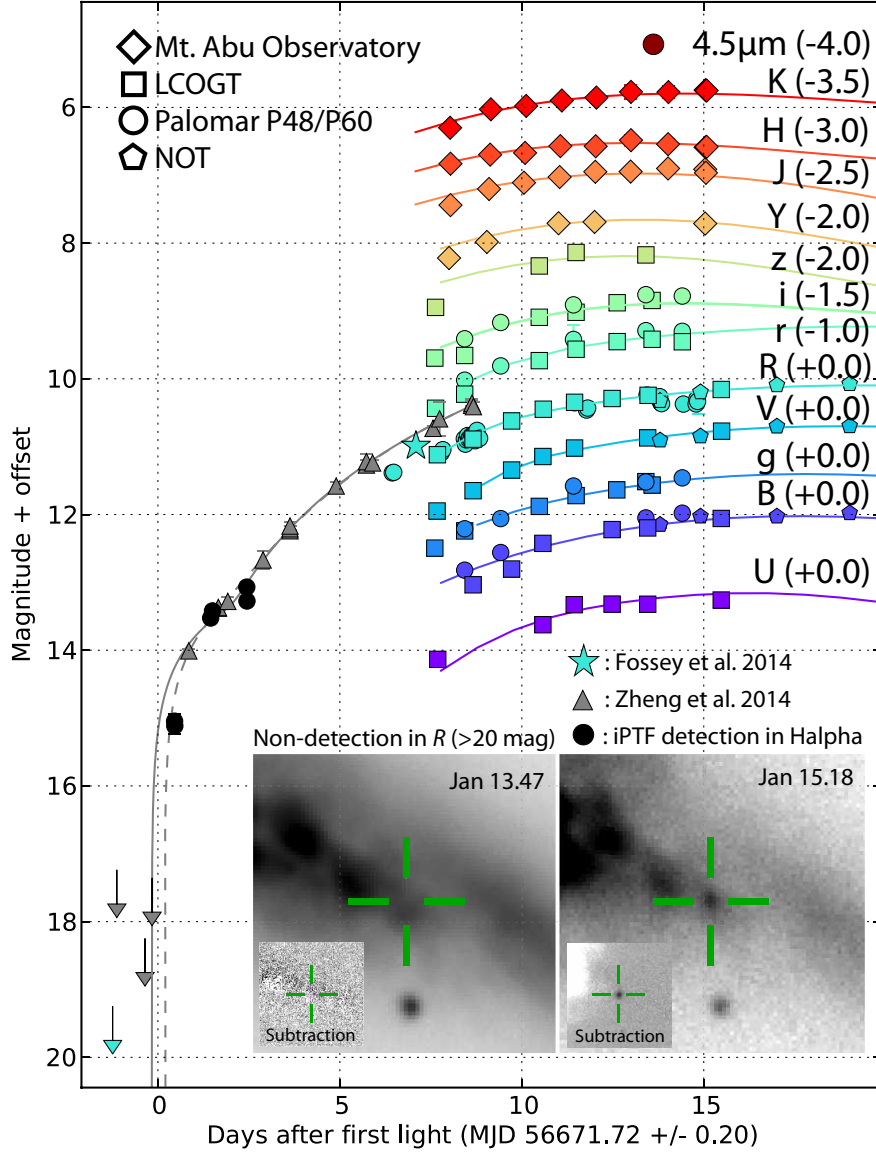 Mt. Abu Observatory
LCOGT
Palomar P48/P60
NOT
4.5μm (-4.0)
K (-3.5)
H (-3.0)
J (-2.5)
Y (-2.0)
z (-2.0)
i (-1.5)
r (-1.0)
R (+0.0)
V (+0.0)
g (+0.0)
B (+0.0)
U (+0.0)
: Fossey et al. 2014
: Zheng et al. 2014
: iPTF detection in Halpha
Non-detection in R (>20 mag)
Jan 13.47
Jan 15.18
Subtraction
Subtraction
Magnitude + offset
6
8
10
12
14
16
18
20
0
5
10
15
Days after first light (MJD 56671.72 +/- 0.20)